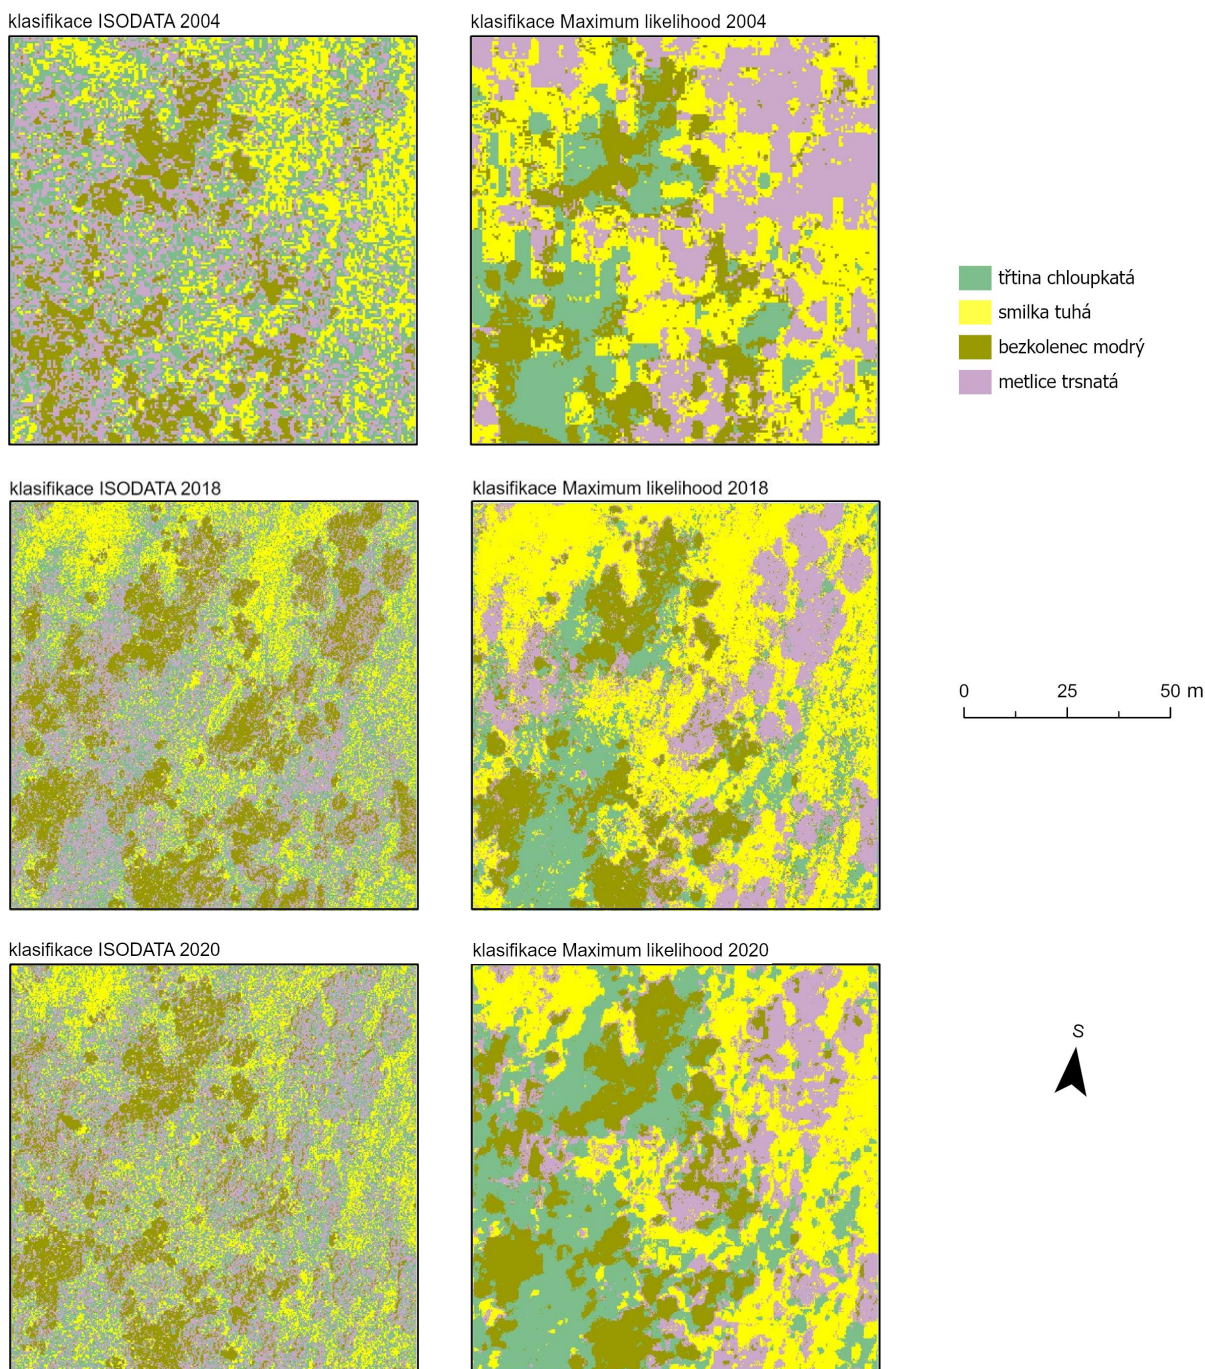 klasifikace ISODATA 2004
klasifikace Maximum likelihood 2004
třtina chloupkatá
smilka tuhá
bezkolenec modrý
metlice trsnatá
klasifikace ISODATA 2018
klasifikace Maximum likelihood 2018
0 25 50 m
klasifikace ISODATA 2020
klasifikace Maximum likelihood 2020
S